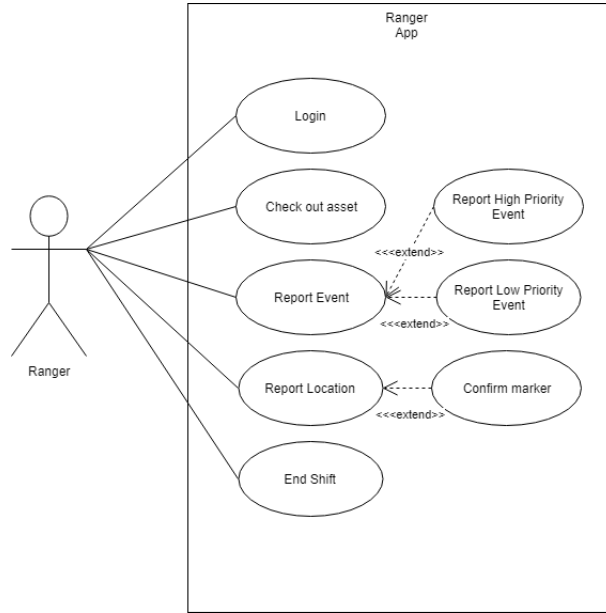 Ranger
App
Login
Check out asset
Report High Priority
Event
<<<extend>>
Report Event
Report Low Priority
Event
<<<extend>>
Ranger
Report Location
Confirm marker
<<<extend>>
End Shift